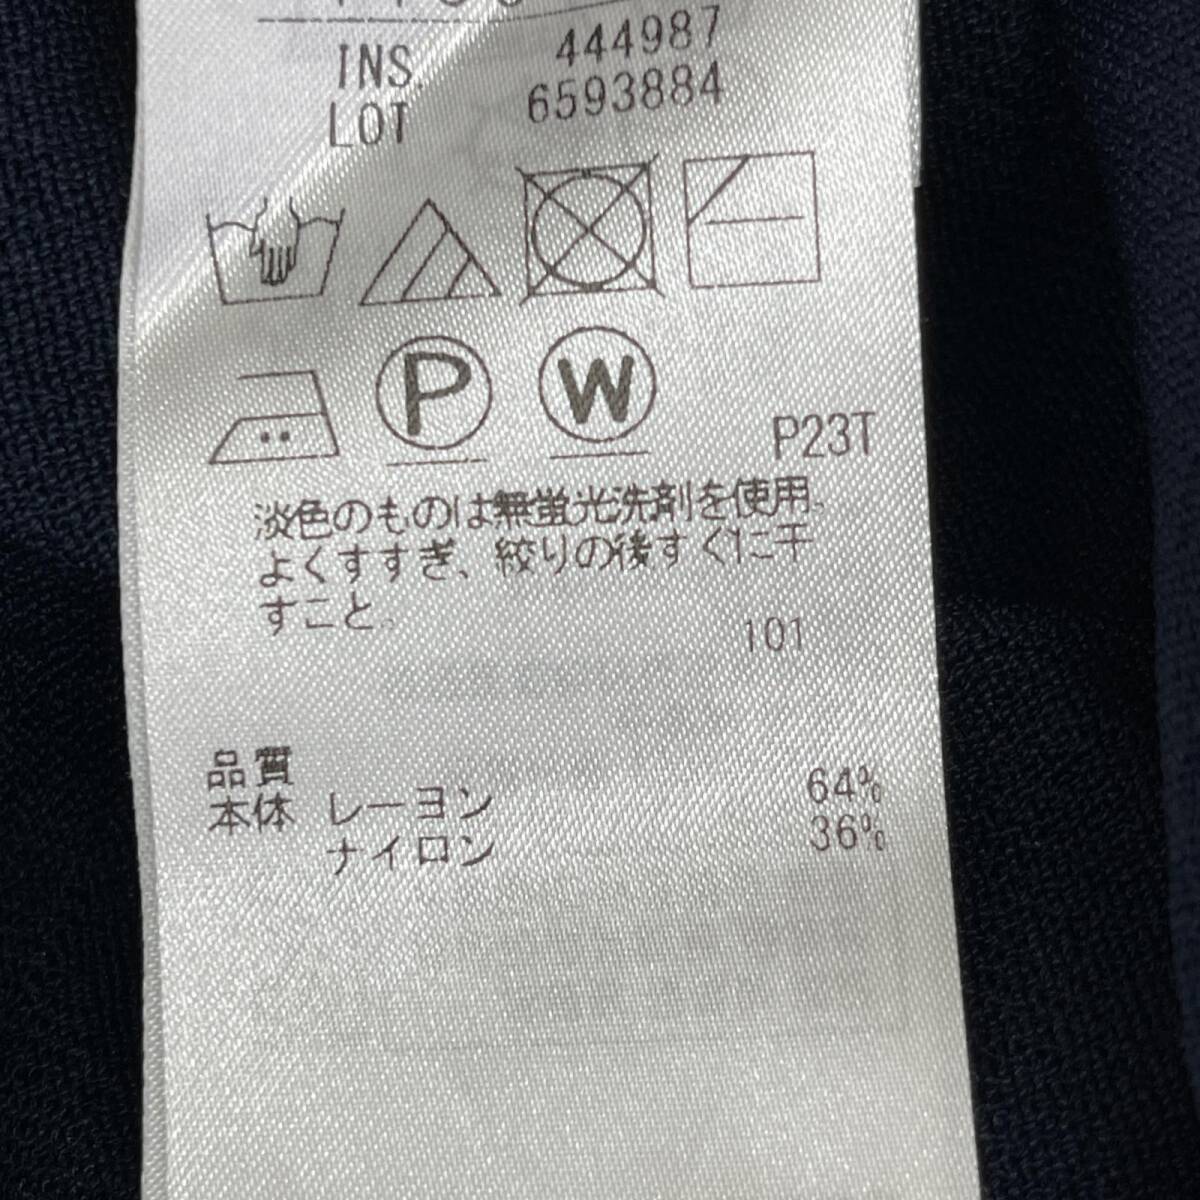 INS. 444987
LOT 6593884
P W P23T
淡色のものは無蛍光洗剤を使用。
よくすすぎ、絞りの後すぐに干
すこと。
101
品質
本体 レーヨン 64%
ナイロン 36%